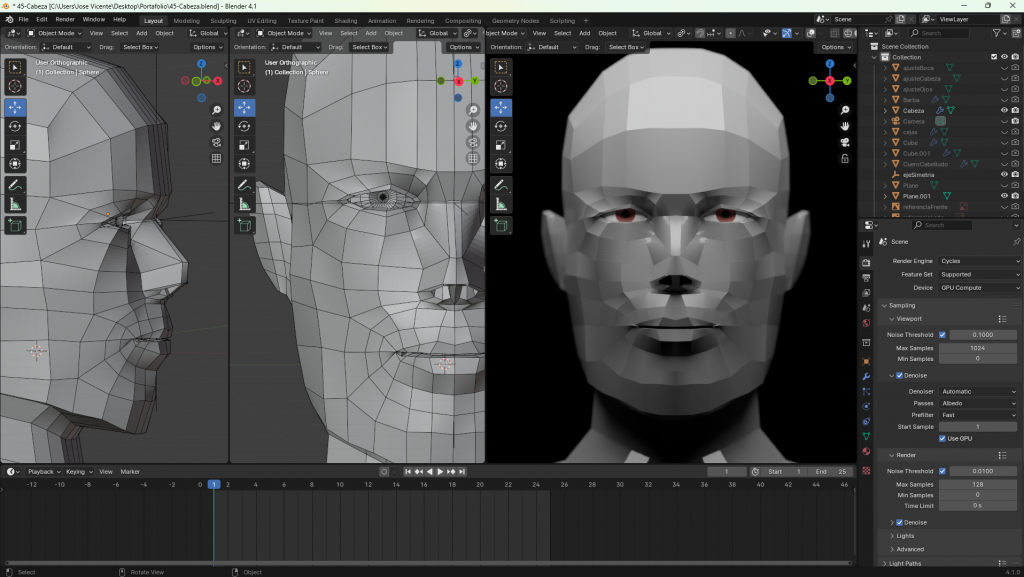 * 45-Cabeza [C:\Users\Jose Vicente\Desktop\Portafolio\45-Cabeza.blend] - Blender 4.1
File Edit Render Window Help Layout Modeling Sculpting UV Editing Texture Paint Shading Animation Rendering Compositing Geometry Nodes Scripting + Scene ViewLayer
Object Mode View Select Add Object Global
Object Mode View Select Add Object Global
bject Mode View Select Add Object Global
Search
Orientation: Default Drag: Select Box Options
Orientation: Default Drag: Select Box Options
Orientation: Default Drag: Select Box Options
User Orthographic
(1) Collection | Sphere
User Orthographic
(1) Collection | Sphere
Scene Collection
Collection
ajusteBoca
ajusteCabeza
ajusteOjos
Barba
Cabeza
Camera
cejas
Cube
Cube.001
CueroCabelludo
ejeSimetria
Plane
Plane.001
referenciaFrente
Search
Scene
Render Engine Cycles
Feature Set Supported
Device GPU Compute
Sampling
Viewport
Noise Threshold 0.1000
Max Samples 1024
Min Samples 0
Denoise
Denoiser Automatic
Passes Albedo
Prefilter Fast
Start Sample 1
Use GPU
Render
Noise Threshold 0.0100
Max Samples 128
Min Samples 0
Time Limit 0 s
Denoise
Lights
Advanced
Light Paths
Playback Keying View Marker 1 Start 1 End 25
-12 -10 -8 -6 -4 -2 0 1 2 4 6 8 10 12 14 16 18 20 22 24 26 28 30 32 34 36 38 40 42 44 46
Select Rotate View Object 4.1.0